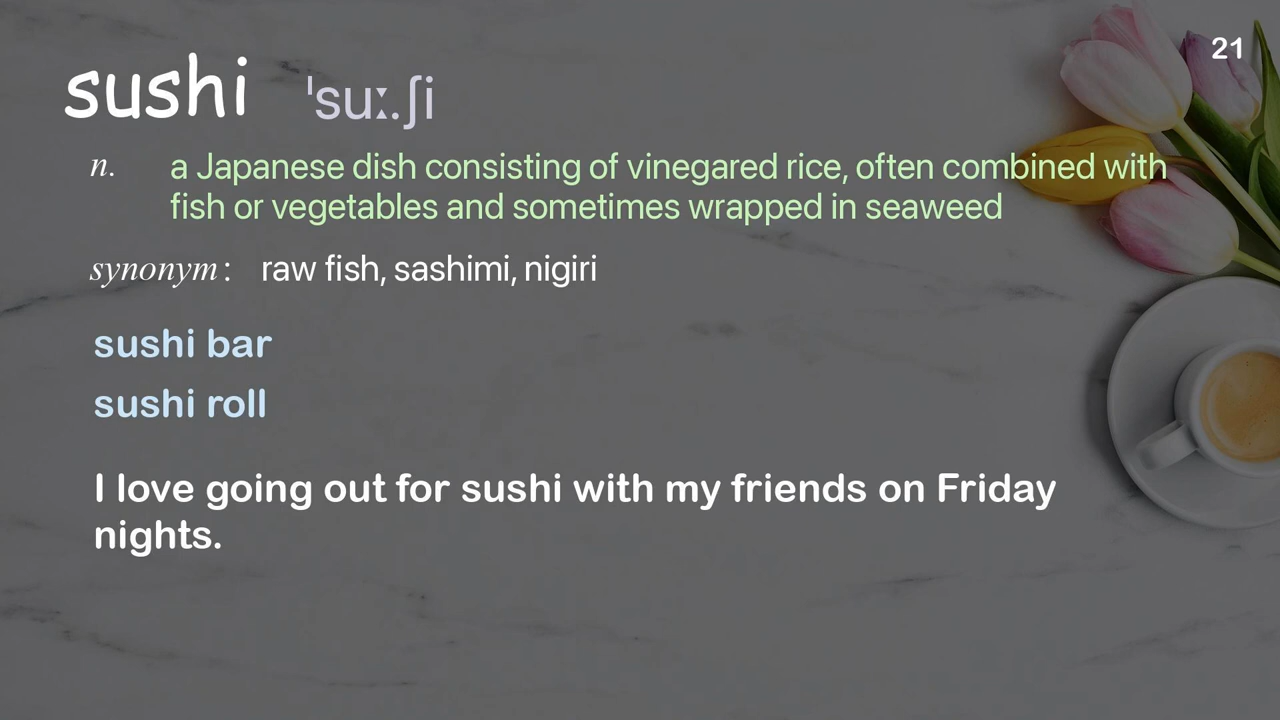 21
sushi ˈsuː.ʃi
n. a Japanese dish consisting of vinegared rice, often combined with
fish or vegetables and sometimes wrapped in seaweed
synonym: raw fish, sashimi, nigiri
sushi bar
sushi roll
I love going out for sushi with my friends on Friday
nights.